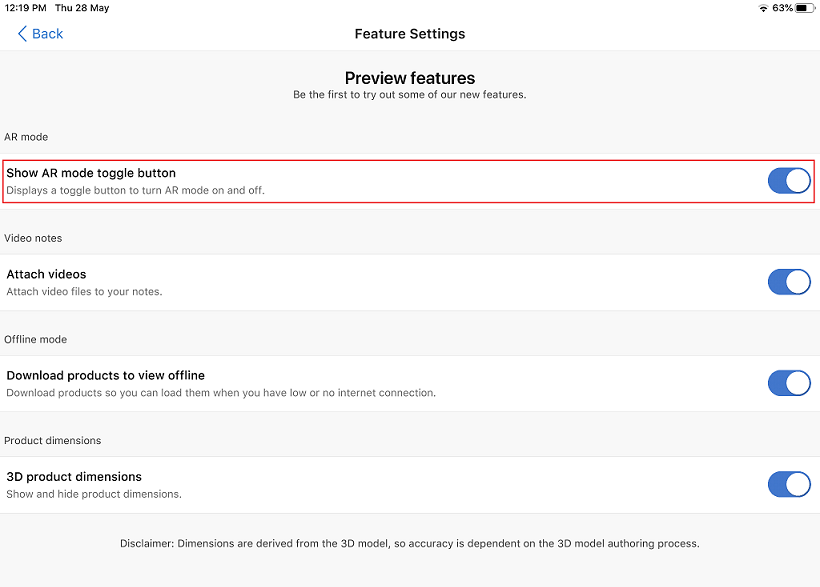 12:19 PM Thu 28 May 63%
Back Feature Settings
Preview features
Be the first to try out some of our new features.
AR mode
Show AR mode toggle button
Displays a toggle button to turn AR mode on and off.
Video notes
Attach videos
Attach video files to your notes.
Offline mode
Download products to view offline
Download products so you can load them when you have low or no internet connection.
Product dimensions
3D product dimensions
Show and hide product dimensions.
Disclaimer: Dimensions are derived from the 3D model, so accuracy is dependent on the 3D model authoring process.